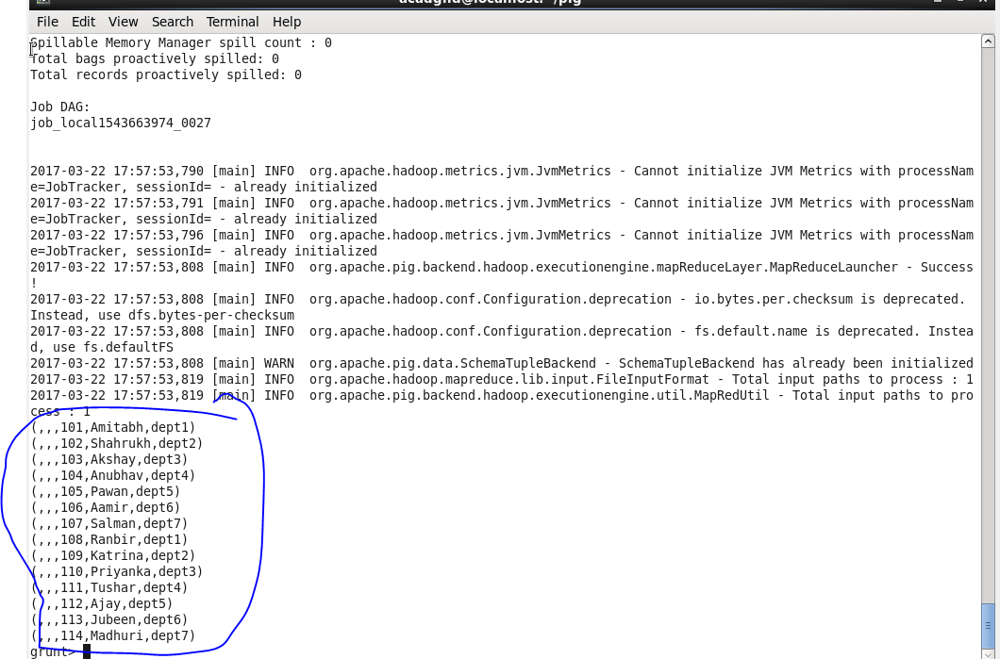 acadgild@localhost:~/pig
File Edit View Search Terminal Help
Spillable Memory Manager spill count : 0
Total bags proactively spilled: 0
Total records proactively spilled: 0
Job DAG:
job_local1543663974_0027
2017-03-22 17:57:53,790 [main] INFO  org.apache.hadoop.metrics.jvm.JvmMetrics - Cannot initialize JVM Metrics with processNam
e=JobTracker, sessionId= - already initialized
2017-03-22 17:57:53,791 [main] INFO  org.apache.hadoop.metrics.jvm.JvmMetrics - Cannot initialize JVM Metrics with processNam
e=JobTracker, sessionId= - already initialized
2017-03-22 17:57:53,796 [main] INFO  org.apache.hadoop.metrics.jvm.JvmMetrics - Cannot initialize JVM Metrics with processNam
e=JobTracker, sessionId= - already initialized
2017-03-22 17:57:53,808 [main] INFO  org.apache.pig.backend.hadoop.executionengine.mapReduceLayer.MapReduceLauncher - Success
!
2017-03-22 17:57:53,808 [main] INFO  org.apache.hadoop.conf.Configuration.deprecation - io.bytes.per.checksum is deprecated.
Instead, use dfs.bytes-per-checksum
2017-03-22 17:57:53,808 [main] INFO  org.apache.hadoop.conf.Configuration.deprecation - fs.default.name is deprecated. Instea
d, use fs.defaultFS
2017-03-22 17:57:53,808 [main] WARN  org.apache.pig.data.SchemaTupleBackend - SchemaTupleBackend has already been initialized
2017-03-22 17:57:53,819 [main] INFO  org.apache.hadoop.mapreduce.lib.input.FileInputFormat - Total input paths to process : 1
2017-03-22 17:57:53,819 [main] INFO  org.apache.pig.backend.hadoop.executionengine.util.MapRedUtil - Total input paths to pro
cess : 1
(,,,101,Amitabh,dept1)
(,,,102,Shahrukh,dept2)
(,,,103,Akshay,dept3)
(,,,104,Anubhav,dept4)
(,,,105,Pawan,dept5)
(,,,106,Aamir,dept6)
(,,,107,Salman,dept7)
(,,,108,Ranbir,dept1)
(,,,109,Katrina,dept2)
(,,,110,Priyanka,dept3)
(,,,111,Tushar,dept4)
(,,,112,Ajay,dept5)
(,,,113,Jubeen,dept6)
(,,,114,Madhuri,dept7)
grunt>